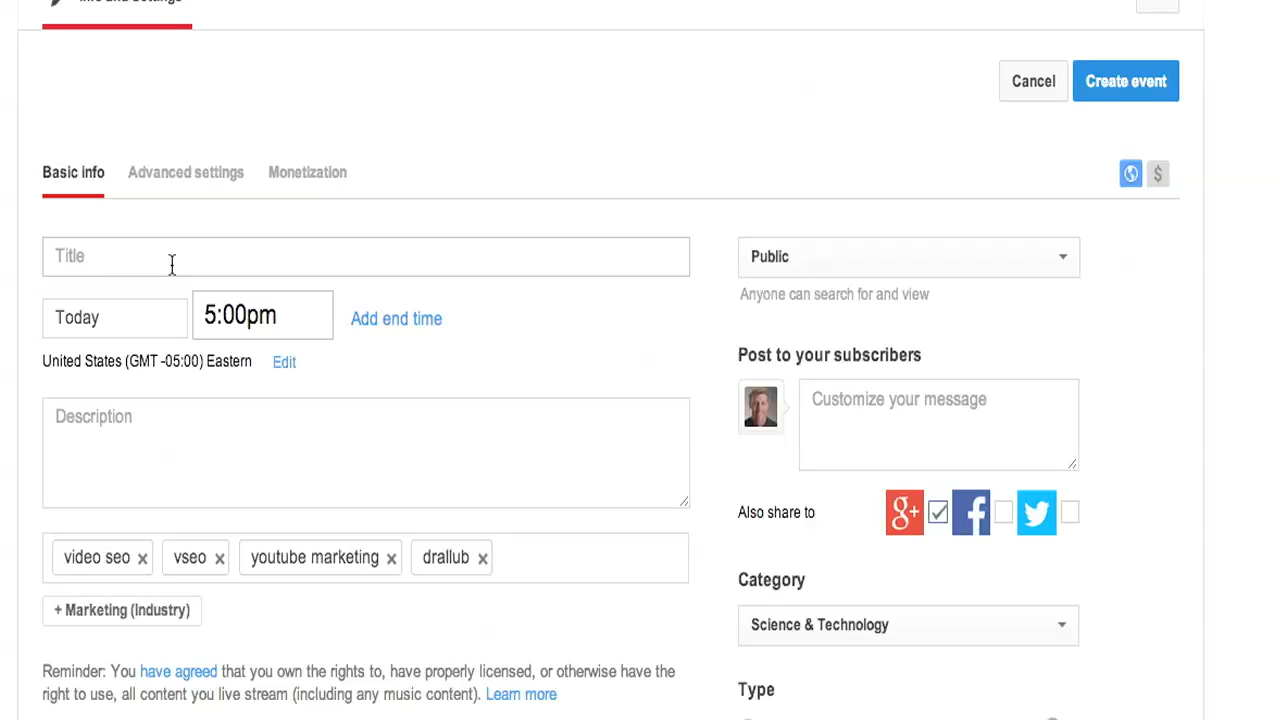 Info and Settings
Cancel
Create event
Basic info
Advanced settings
Monetization
$
Title
Public
Anyone can search for and view
Today
5:00pm
Add end time
United States (GMT -05:00) Eastern
Edit
Post to your subscribers
Description
Customize your message
Also share to
g+
f
video seo x
vseo x
youtube marketing x
drallub x
+ Marketing (Industry)
Category
Science & Technology
Reminder: You have agreed that you own the rights to, have properly licensed, or otherwise have the
right to use, all content you live stream (including any music content). Learn more
Type